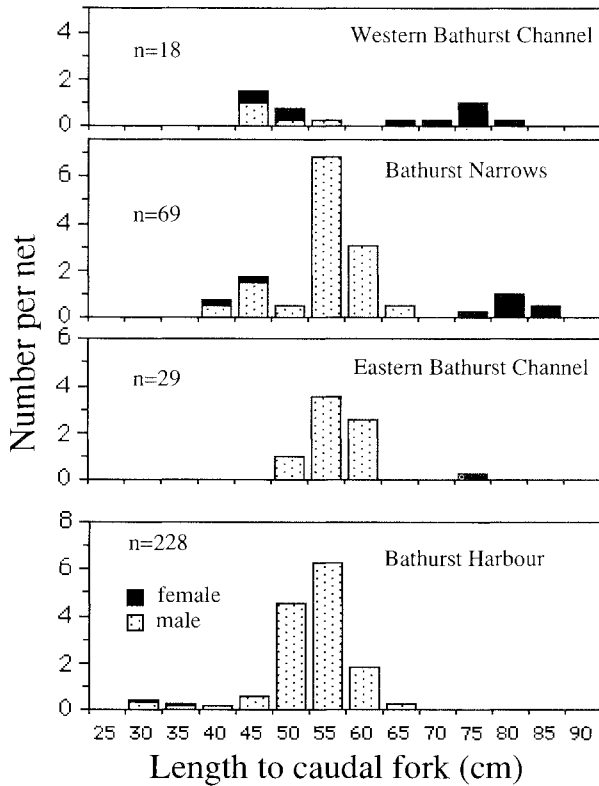 Western Bathurst Channel
n=18
4
2
0
Bathurst Narrows
n=69
6
4
2
0
Eastern Bathurst Channel
n=29
6
4
2
0
Bathurst Harbour
n=228
female
male
8
6
4
2
0
25 30 35 40 45 50 55 60 65 70 75 80 85 90
Number per net
Length to caudal fork (cm)